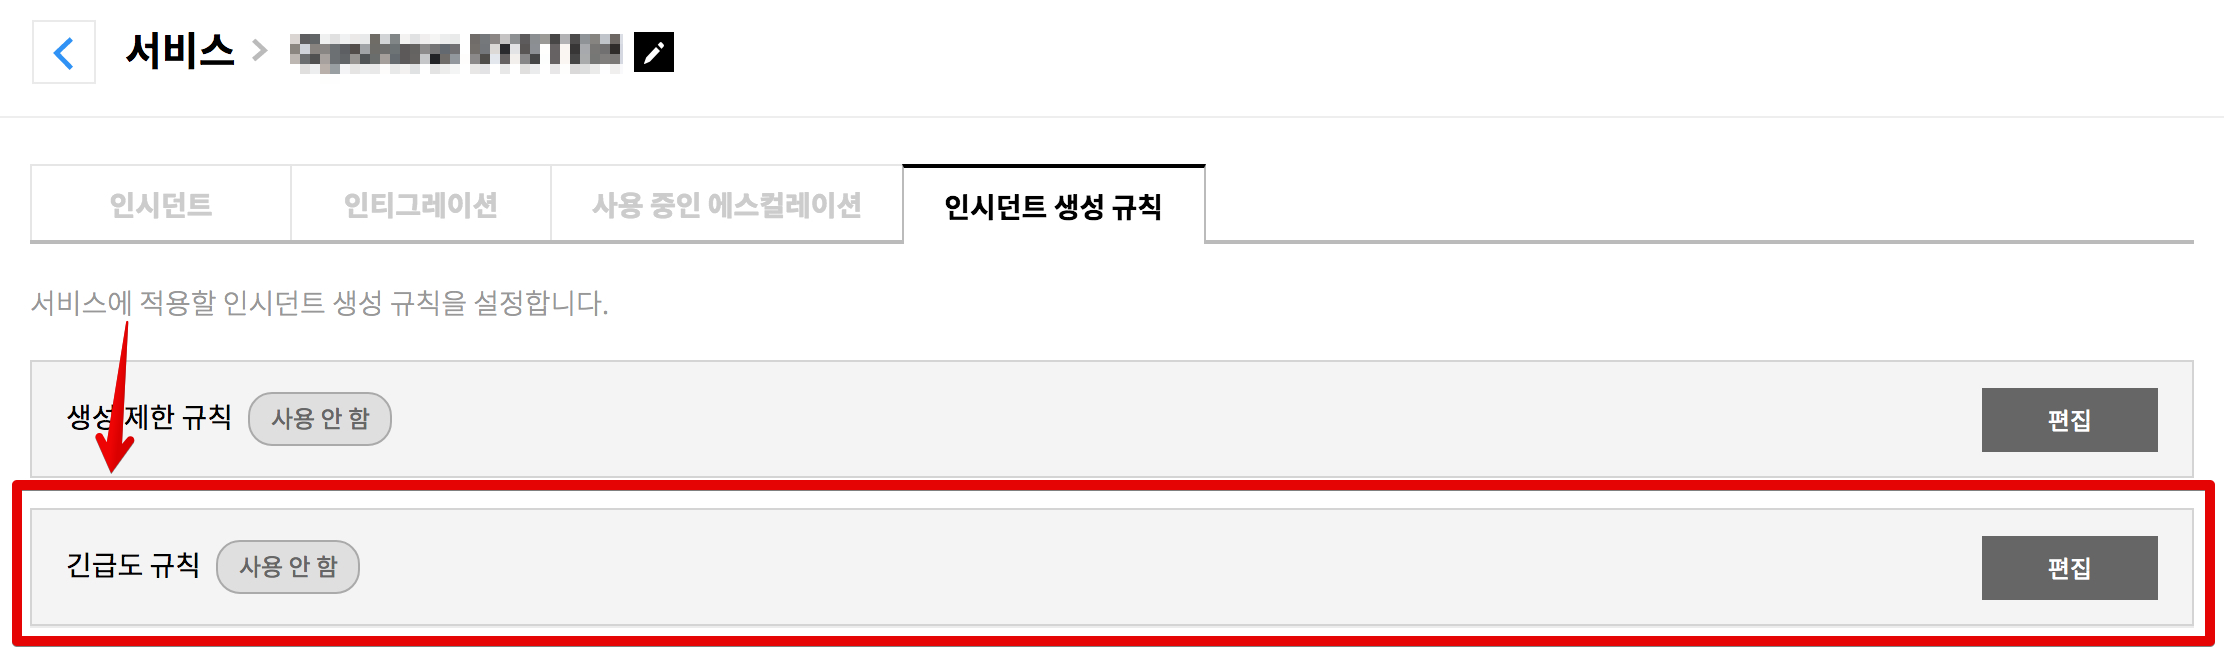 서비스 >
인시던트 인티그레이션 사용 중인 에스컬레이션 인시던트 생성 규칙
서비스에 적용할 인시던트 생성 규칙을 설정합니다.
생성 제한 규칙 사용 안 함 편집
긴급도 규칙 사용 안 함 편집